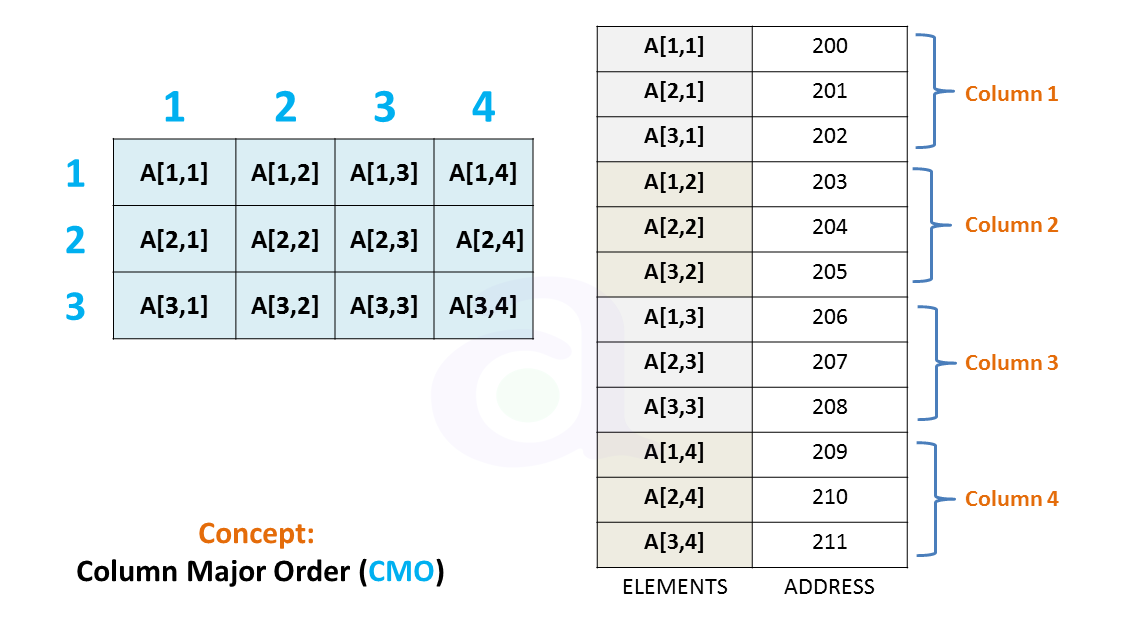 1 2 3 4
1 A[1,1] A[1,2] A[1,3] A[1,4]
2 A[2,1] A[2,2] A[2,3] A[2,4]
3 A[3,1] A[3,2] A[3,3] A[3,4]
Concept:
Column Major Order (CMO)
A[1,1] 200
A[2,1] 201
A[3,1] 202
Column 1
A[1,2] 203
A[2,2] 204
A[3,2] 205
Column 2
A[1,3] 206
A[2,3] 207
A[3,3] 208
Column 3
A[1,4] 209
A[2,4] 210
A[3,4] 211
Column 4
ELEMENTS ADDRESS